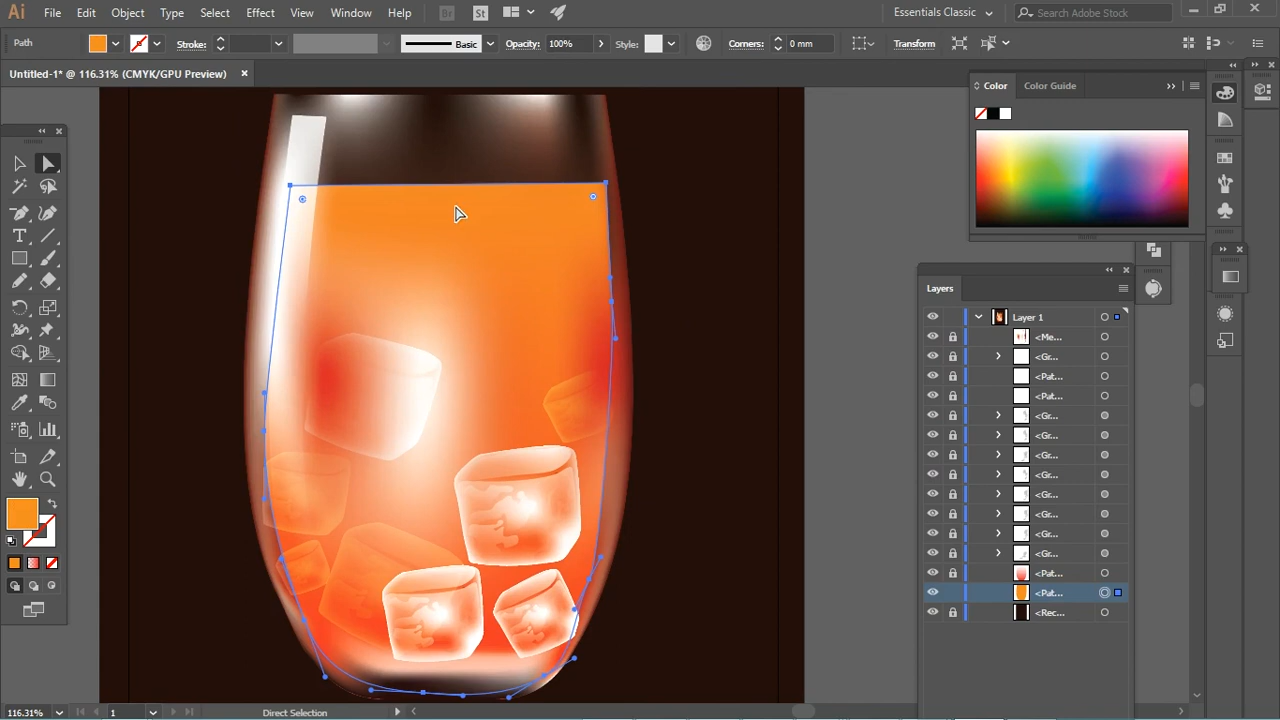 Ai File Edit Object Type Select Effect View Window Help Br St Essentials Classic Search Adobe Stock
Path Stroke: Basic Opacity: 100% Style: Corners: 0 mm Transform
Untitled-1* @ 116.31% (CMYK/GPU Preview)
Color Color Guide
Layers
Layer 1
<Me...
<Gr...
<Pat...
<Pat...
<Gr...
<Gr...
<Gr...
<Gr...
<Gr...
<Gr...
<Gr...
<Gr...
<Pat...
<Pat...
<Rec...
116.31% 1 Direct Selection